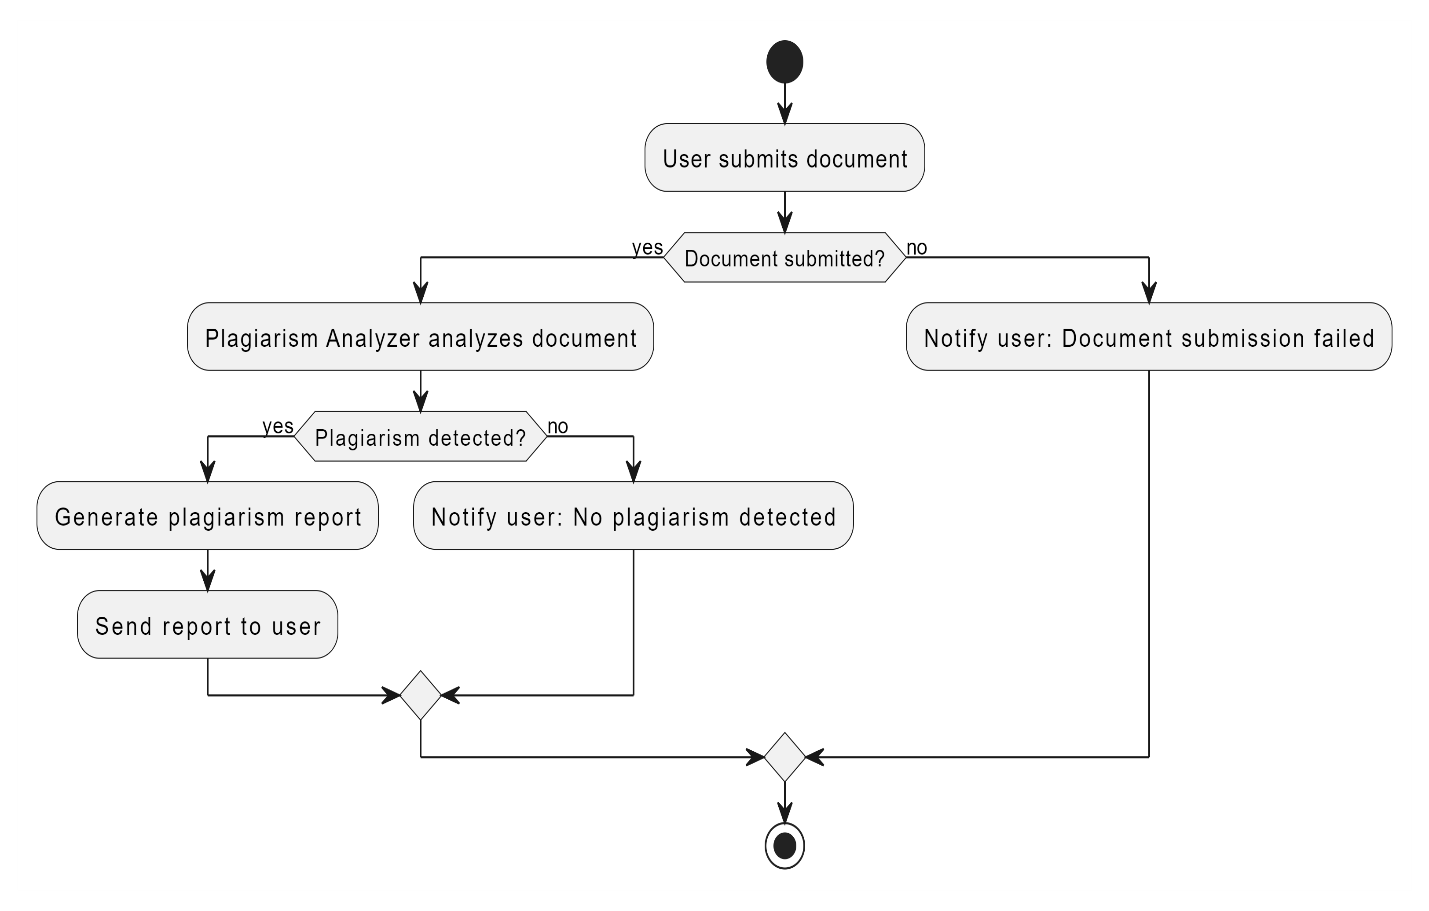 User submits document
yes
Document submitted?
no
Plagiarism Analyzer analyzes document
Notify user: Document submission failed
yes
Plagiarism detected?
no
Generate plagiarism report
Notify user: No plagiarism detected
Send report to user